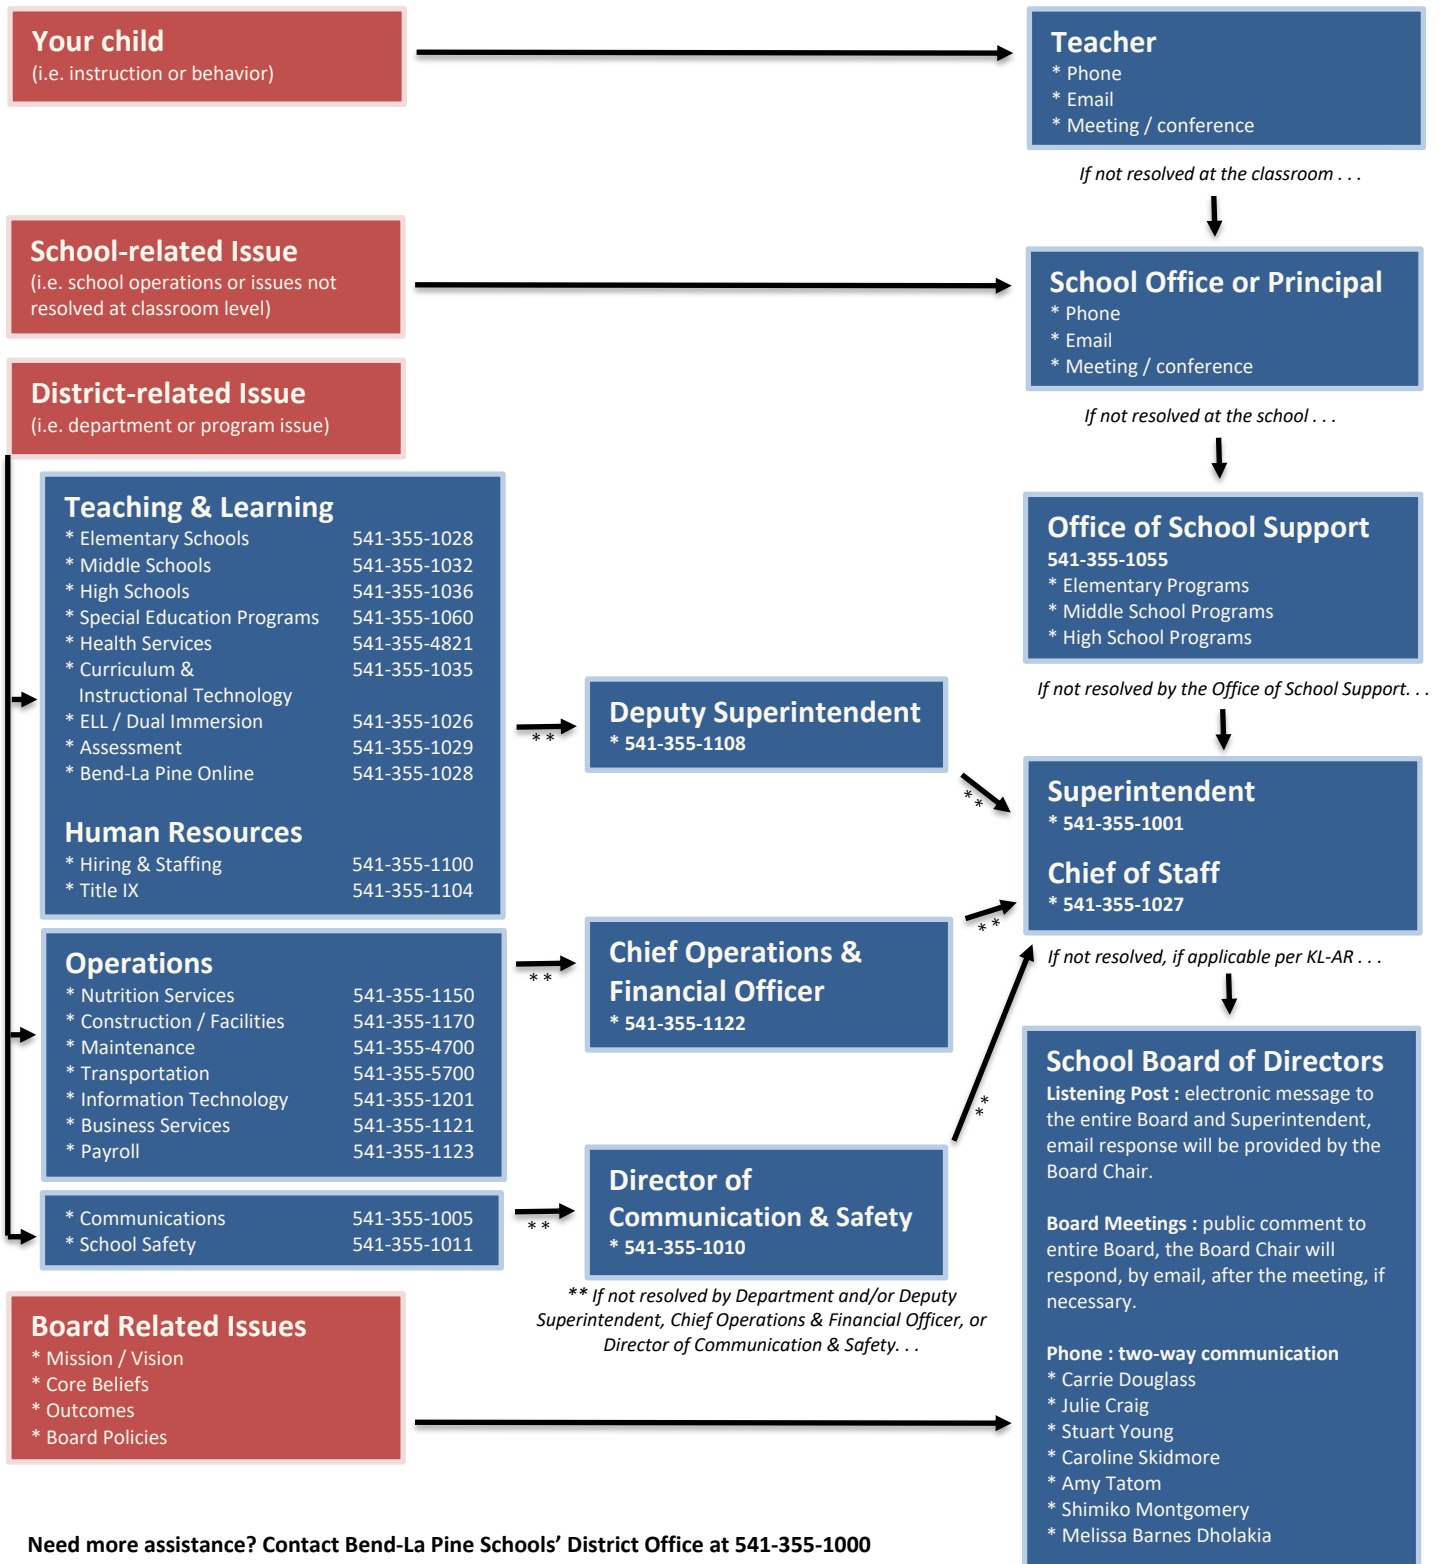 Your child
(i.e. instruction or behavior)
Teacher
* Phone
* Email
* Meeting / conference
If not resolved at the classroom . . .
School-related Issue
(i.e. school operations or issues not
resolved at classroom level)
School Office or Principal
* Phone
* Email
* Meeting / conference
If not resolved at the school . . .
District-related Issue
(i.e. department or program issue)
Teaching & Learning
* Elementary Schools 541-355-1028
* Middle Schools 541-355-1032
* High Schools 541-355-1036
* Special Education Programs 541-355-1060
* Health Services 541-355-4821
* Curriculum & 541-355-1035
Instructional Technology
* ELL / Dual Immersion 541-355-1026
* Assessment 541-355-1029
* Bend-La Pine Online 541-355-1028
Human Resources
* Hiring & Staffing 541-355-1100
* Title IX 541-355-1104
* *
Deputy Superintendent
* 541-355-1108
* *
Office of School Support
541-355-1055
* Elementary Programs
* Middle School Programs
* High School Programs
If not resolved by the Office of School Support. . .
Superintendent
* 541-355-1001
Chief of Staff
* 541-355-1027
If not resolved, if applicable per KL-AR . . .
Operations
* Nutrition Services 541-355-1150
* Construction / Facilities 541-355-1170
* Maintenance 541-355-4700
* Transportation 541-355-5700
* Information Technology 541-355-1201
* Business Services 541-355-1121
* Payroll 541-355-1123
* *
Chief Operations &
Financial Officer
* 541-355-1122
* *
* Communications 541-355-1005
* School Safety 541-355-1011
* *
Director of
Communication & Safety
* 541-355-1010
* *
** If not resolved by Department and/or Deputy
Superintendent, Chief Operations & Financial Officer, or
Director of Communication & Safety. . .
Board Related Issues
* Mission / Vision
* Core Beliefs
* Outcomes
* Board Policies
School Board of Directors
Listening Post : electronic message to
the entire Board and Superintendent,
email response will be provided by the
Board Chair.
Board Meetings : public comment to
entire Board, the Board Chair will
respond, by email, after the meeting, if
necessary.
Phone : two-way communication
* Carrie Douglass
* Julie Craig
* Stuart Young
* Caroline Skidmore
* Amy Tatom
* Shimiko Montgomery
* Melissa Barnes Dholakia
Need more assistance? Contact Bend-La Pine Schools’ District Office at 541-355-1000